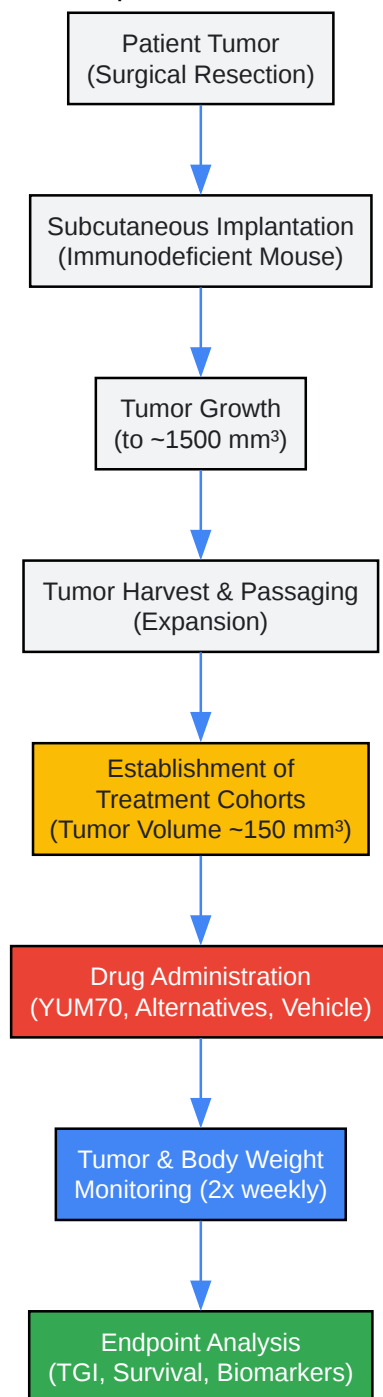 Patient Tumor
(Surgical Resection)
Subcutaneous Implantation
(Immunodeficient Mouse)
Tumor Growth
(to ~1500 mm³)
Tumor Harvest & Passaging
(Expansion)
Establishment of
Treatment Cohorts
(Tumor Volume ~150 mm³)
Drug Administration
(YUM70, Alternatives, Vehicle)
Tumor & Body Weight
Monitoring (2x weekly)
Endpoint Analysis
(TGI, Survival, Biomarkers)